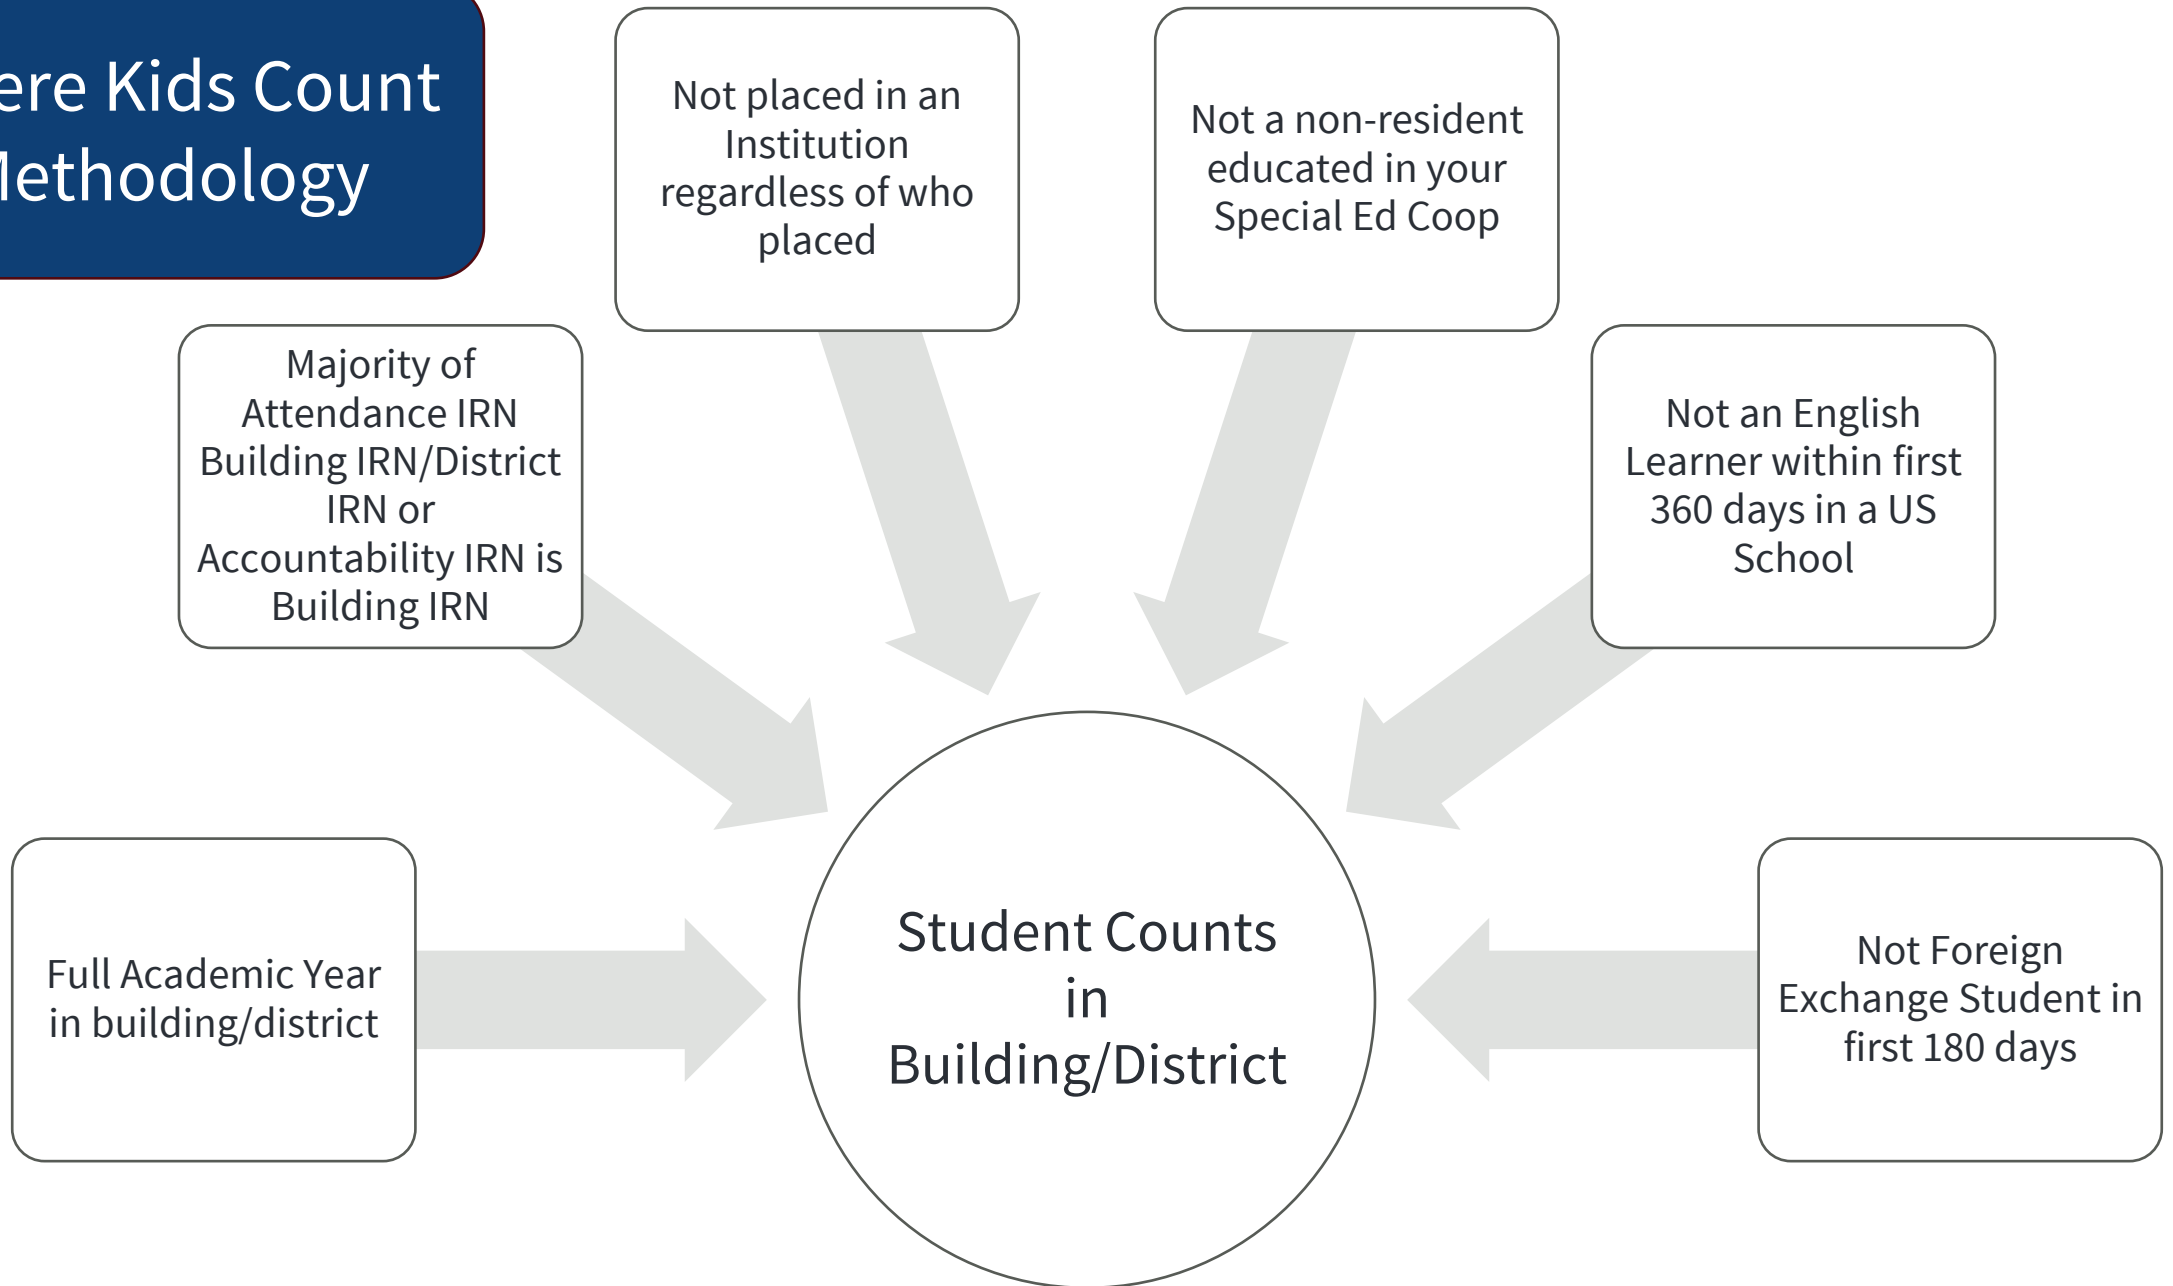 ere Kids Count
Methodology
Not placed in an
Institution
regardless of who
placed
Not a non-resident
educated in your
Special Ed Coop
Majority of
Attendance IRN
Building IRN/District
IRN or
Accountability IRN is
Building IRN
Not an English
Learner within first
360 days in a US
School
Full Academic Year
in building/district
Student Counts
in
Building/District
Not Foreign
Exchange Student in
first 180 days